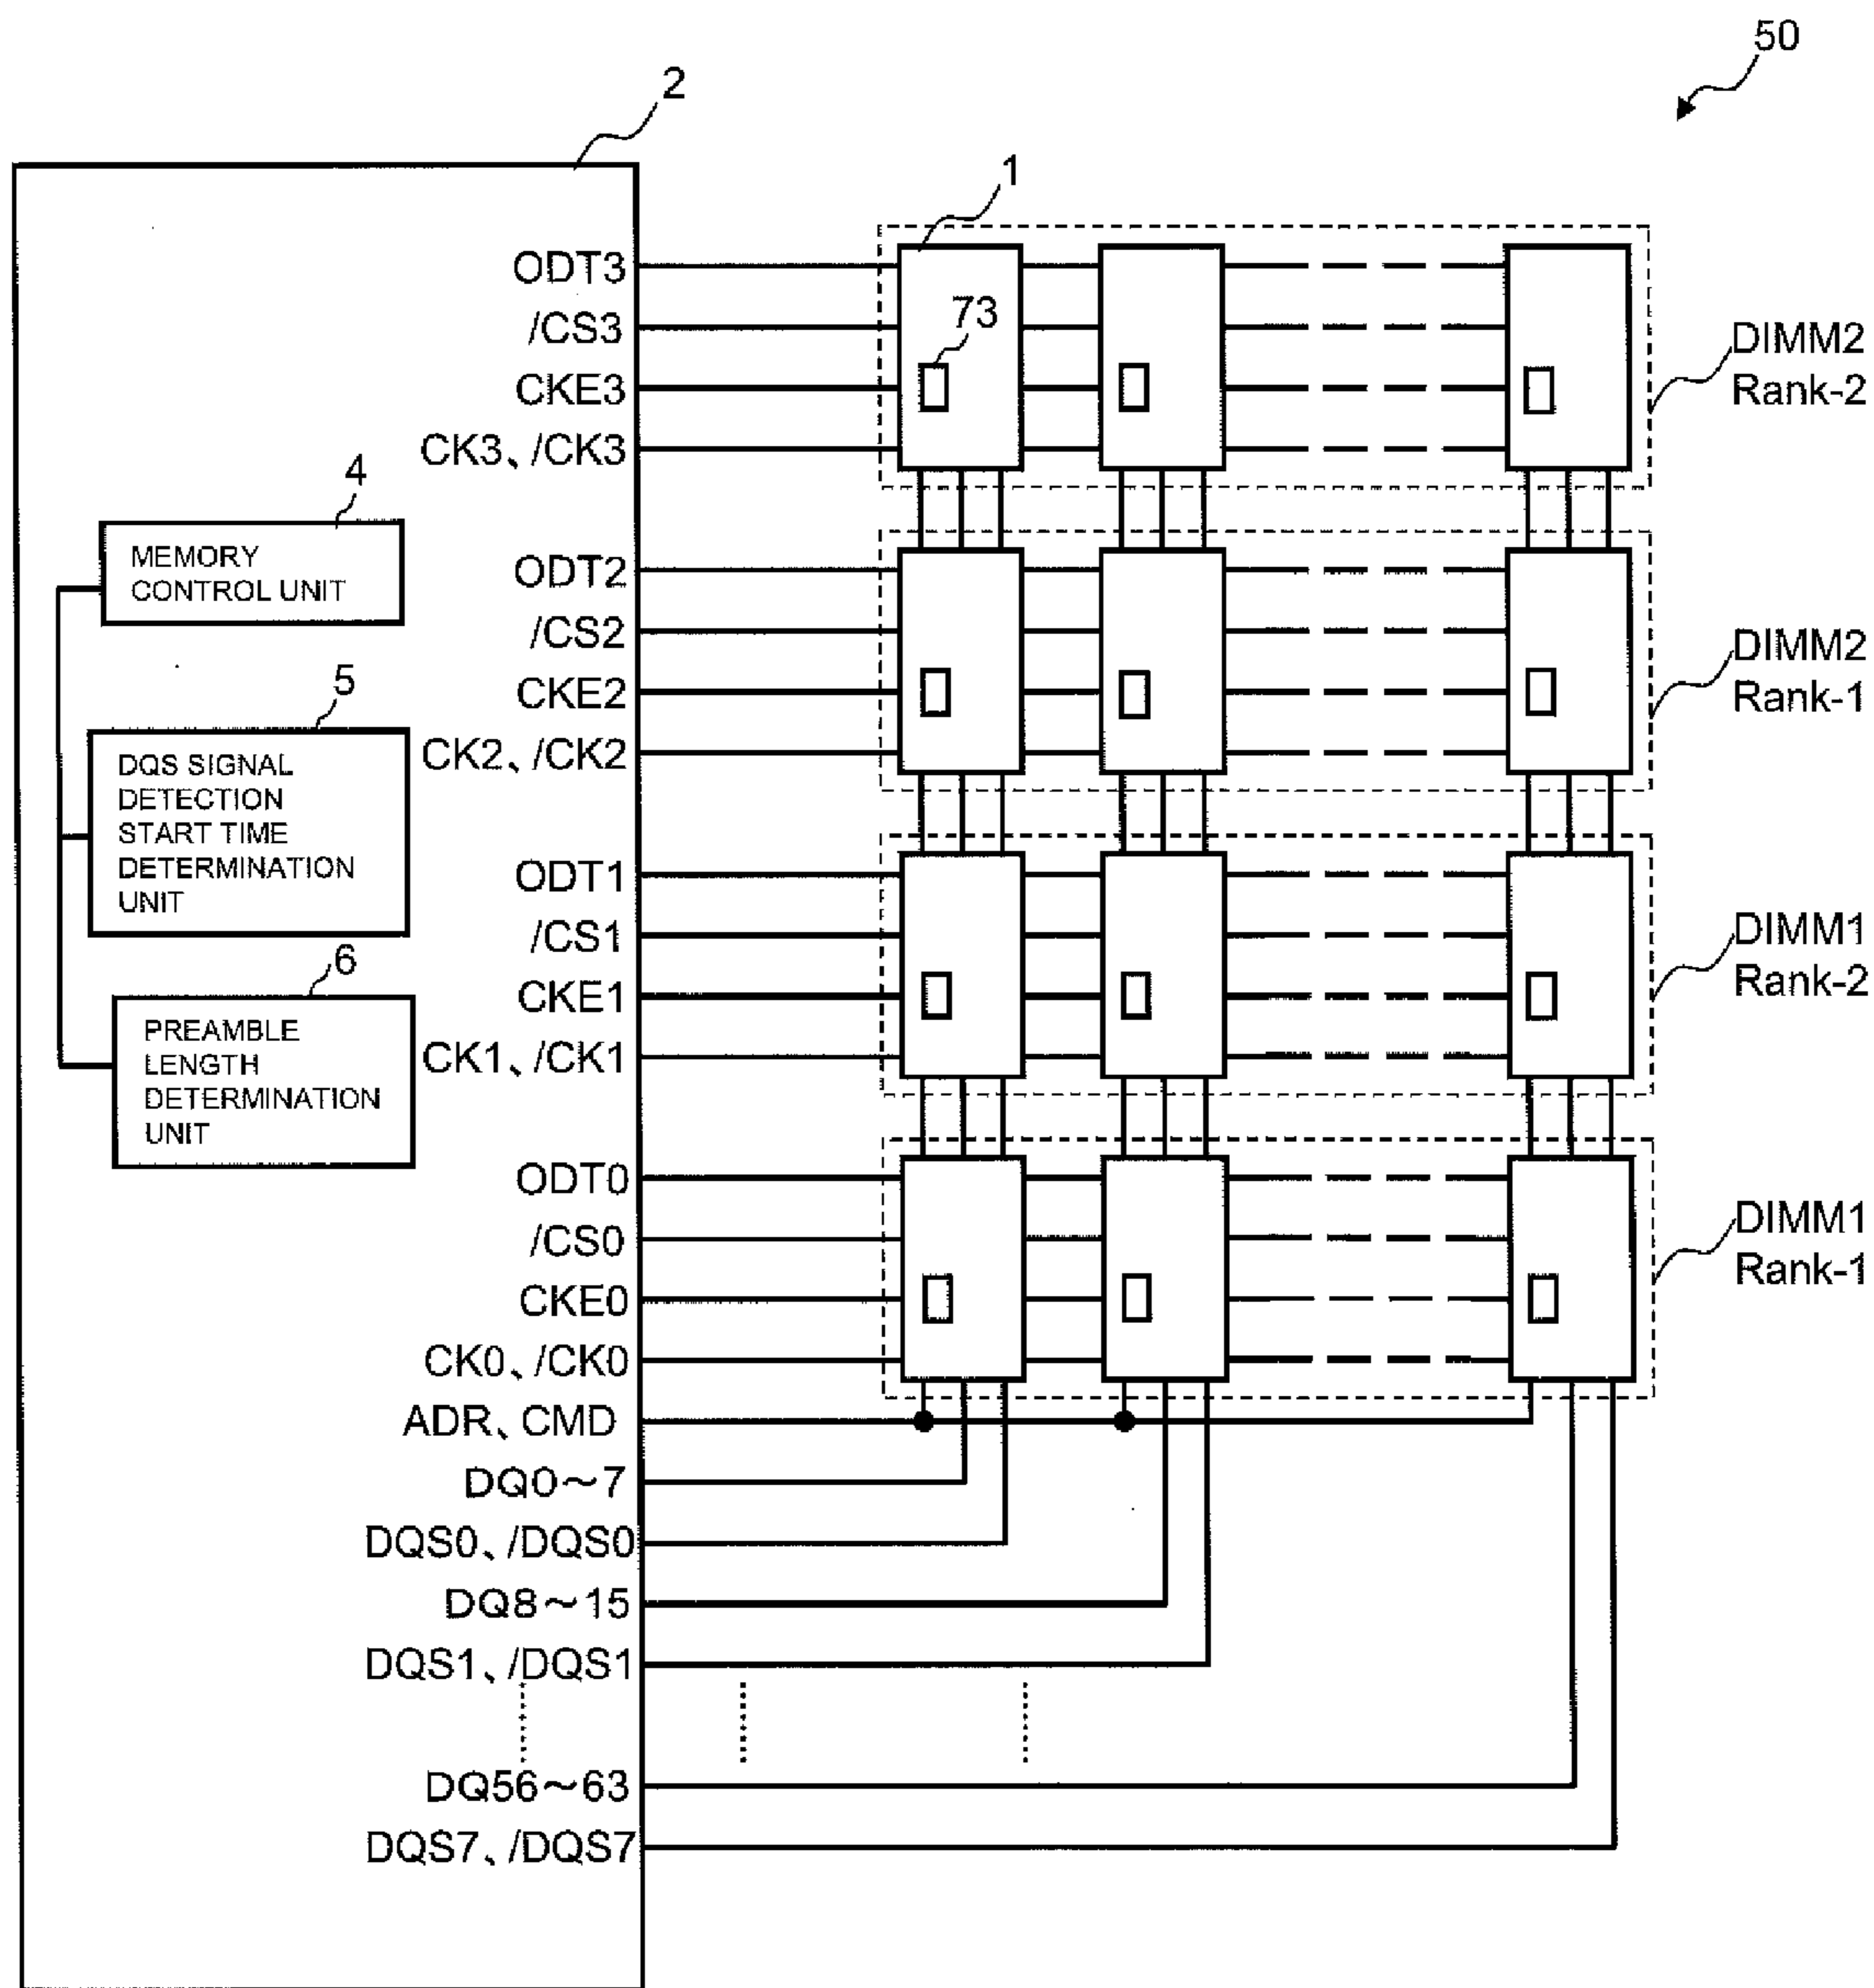 50
2
1
ODT3
/CS3
73
CKE3
CK3、/CK3
DIMM2
Rank-2
4
MEMORY
CONTROL UNIT
ODT2
/CS2
CKE2
CK2、/CK2
DIMM2
Rank-1
5
DQS SIGNAL
DETECTION
START TIME
DETERMINATION
UNIT
ODT1
/CS1
CKE1
CK1、/CK1
DIMM1
Rank-2
6
PREAMBLE
LENGTH
DETERMINATION
UNIT
ODT0
/CS0
CKE0
CK0、/CK0
DIMM1
Rank-1
ADR、CMD
DQ0～7
DQS0、/DQS0
DQ8～15
DQS1、/DQS1
DQ56～63
DQS7、/DQS7